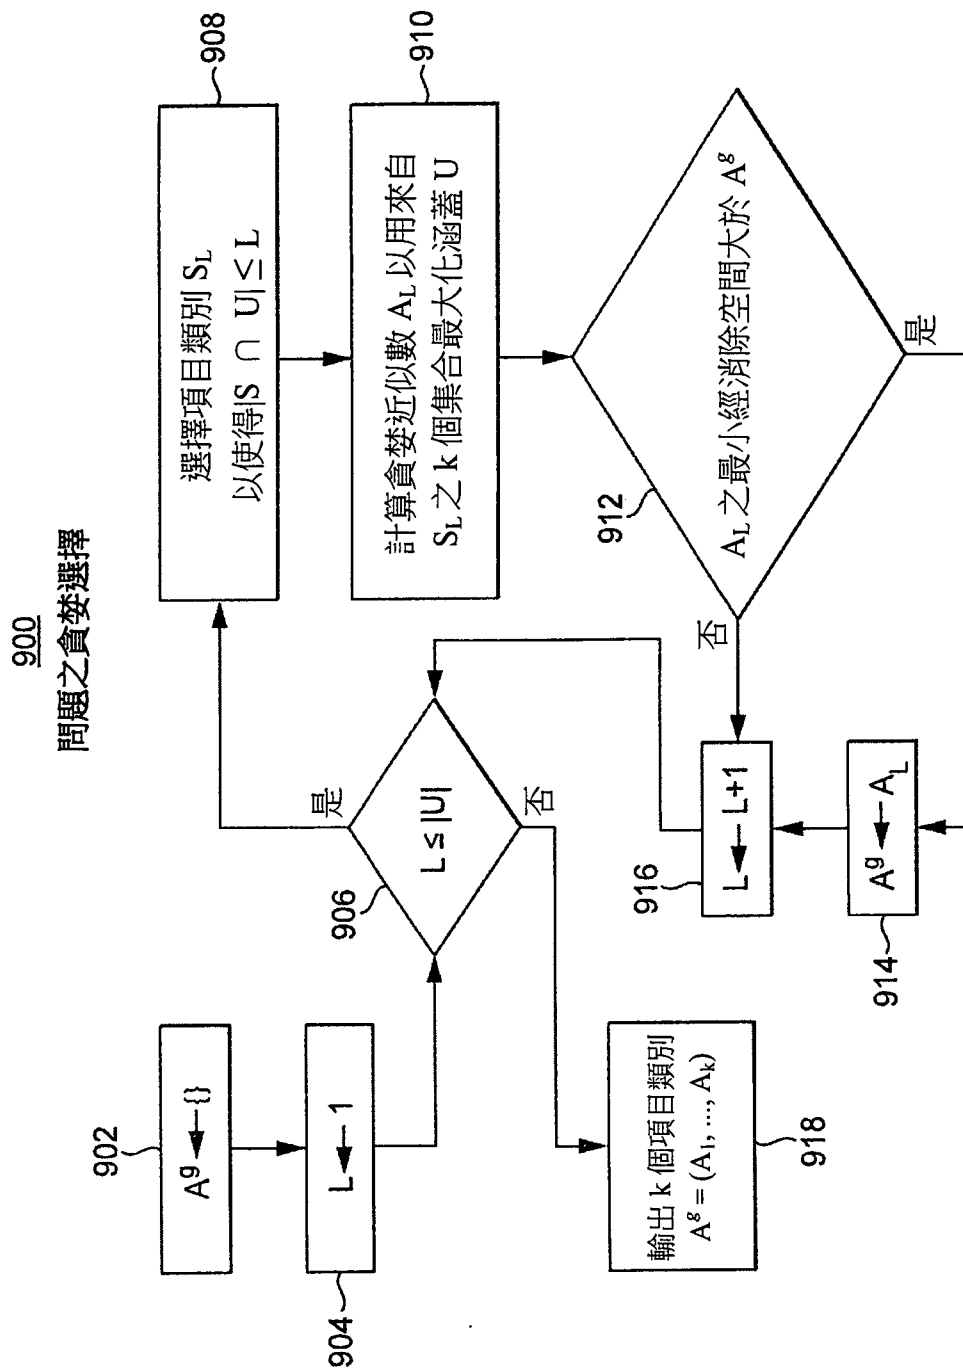 900
問題之貪婪選擇
902
A^g ← {}
904
L ← 1
906
L ≤ |U|
是
否
908
選擇項目類別 S_L
以使得|S ∩ U| ≤ L
910
計算貪婪近似數 A_L 以用來自
S_L 之 k 個集合最大化涵蓋 U
912
A_L 之最小經消除空間大於 A^g
否
是
916
L ← L+1
914
A^g ← A_L
918
輸出 k 個項目類別
A^g = (A_1, ..., A_k)